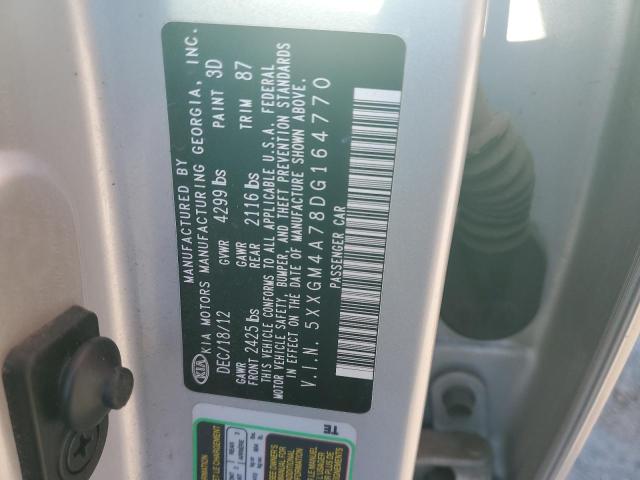 MANUFACTURED BY
KIA KIA MOTORS MANUFACTURING GEORGIA, INC.
DEC/18/12 GVWR 4299 lbs PAINT 3D
GAWR FRONT 2425 lbs GAWR REAR 2116 lbs TRIM 87
THIS VEHICLE CONFORMS TO ALL APPLICABLE U.S.A. FEDERAL
MOTOR VEHICLE SAFETY, BUMPER, AND THEFT PREVENTION STANDARDS
IN EFFECT ON THE DATE OF MANUFACTURE SHOWN ABOVE.
V.I.N. 5XXGM4A78DG164770
PASSENGER CAR